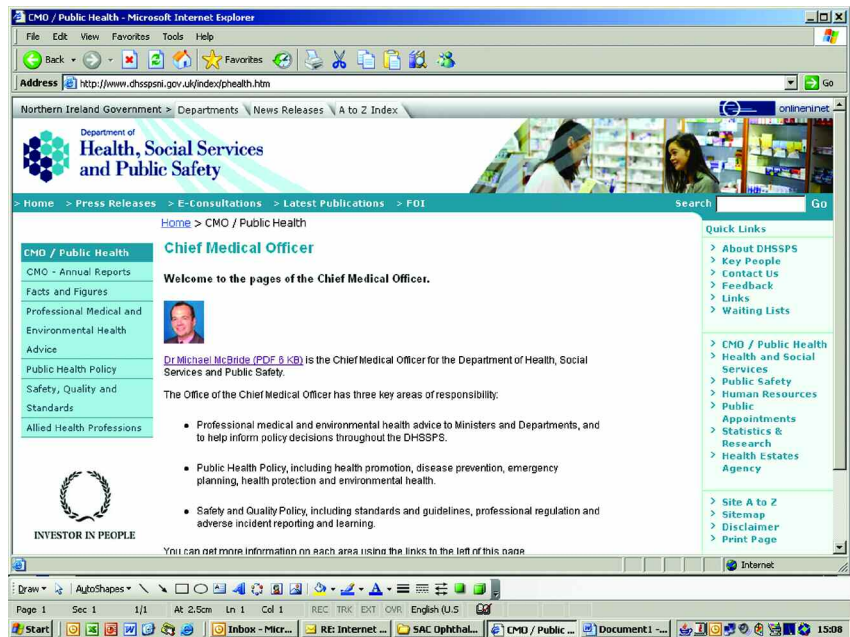 CMO / Public Health - Microsoft Internet Explorer
File Edit View Favorites Tools Help
Back Favorites
Address http://www.dhsspsni.gov.uk/index/phealth.htm Go
Northern Ireland Government > Departments News Releases A to Z Index onlineninet
Department of
Health, Social Services
and Public Safety
> Home > Press Releases > E-Consultations > Latest Publications > FOI Search Go
Home > CMO / Public Health
CMO / Public Health
CMO - Annual Reports
Facts and Figures
Professional Medical and
Environmental Health
Advice
Public Health Policy
Safety, Quality and
Standards
Allied Health Professions
INVESTOR IN PEOPLE
Chief Medical Officer
Welcome to the pages of the Chief Medical Officer.
Dr Michael McBride (PDF 6 KB) is the Chief Medical Officer for the Department of Health, Social
Services and Public Safety.
The Office of the Chief Medical Officer has three key areas of responsibility:
• Professional medical and environmental health advice to Ministers and Departments, and
to help inform policy decisions throughout the DHSSPS.
• Public Health Policy, including health promotion, disease prevention, emergency
planning, health protection and environmental health.
• Safety and Quality Policy, including standards and guidelines, professional regulation and
adverse incident reporting and learning.
You can get more information on each area using the links to the left of this page
Quick Links
> About DHSSPS
> Key People
> Contact Us
> Feedback
> Links
> Waiting Lists
> CMO / Public Health
> Health and Social
Services
> Public Safety
> Human Resources
> Public
Appointments
> Statistics &
Research
> Health Estates
Agency
> Site A to Z
> Sitemap
> Disclaimer
> Print Page
Internet
Draw AutoShapes
Page 1 Sec 1 1/1 At 2.5cm Ln 1 Col 1 REC TRK EXT OVR English (U.S
Start Inbox - Micr... RE: Internet ... SAC Ophthal... CMO / Public ... Document1 -... 15:08